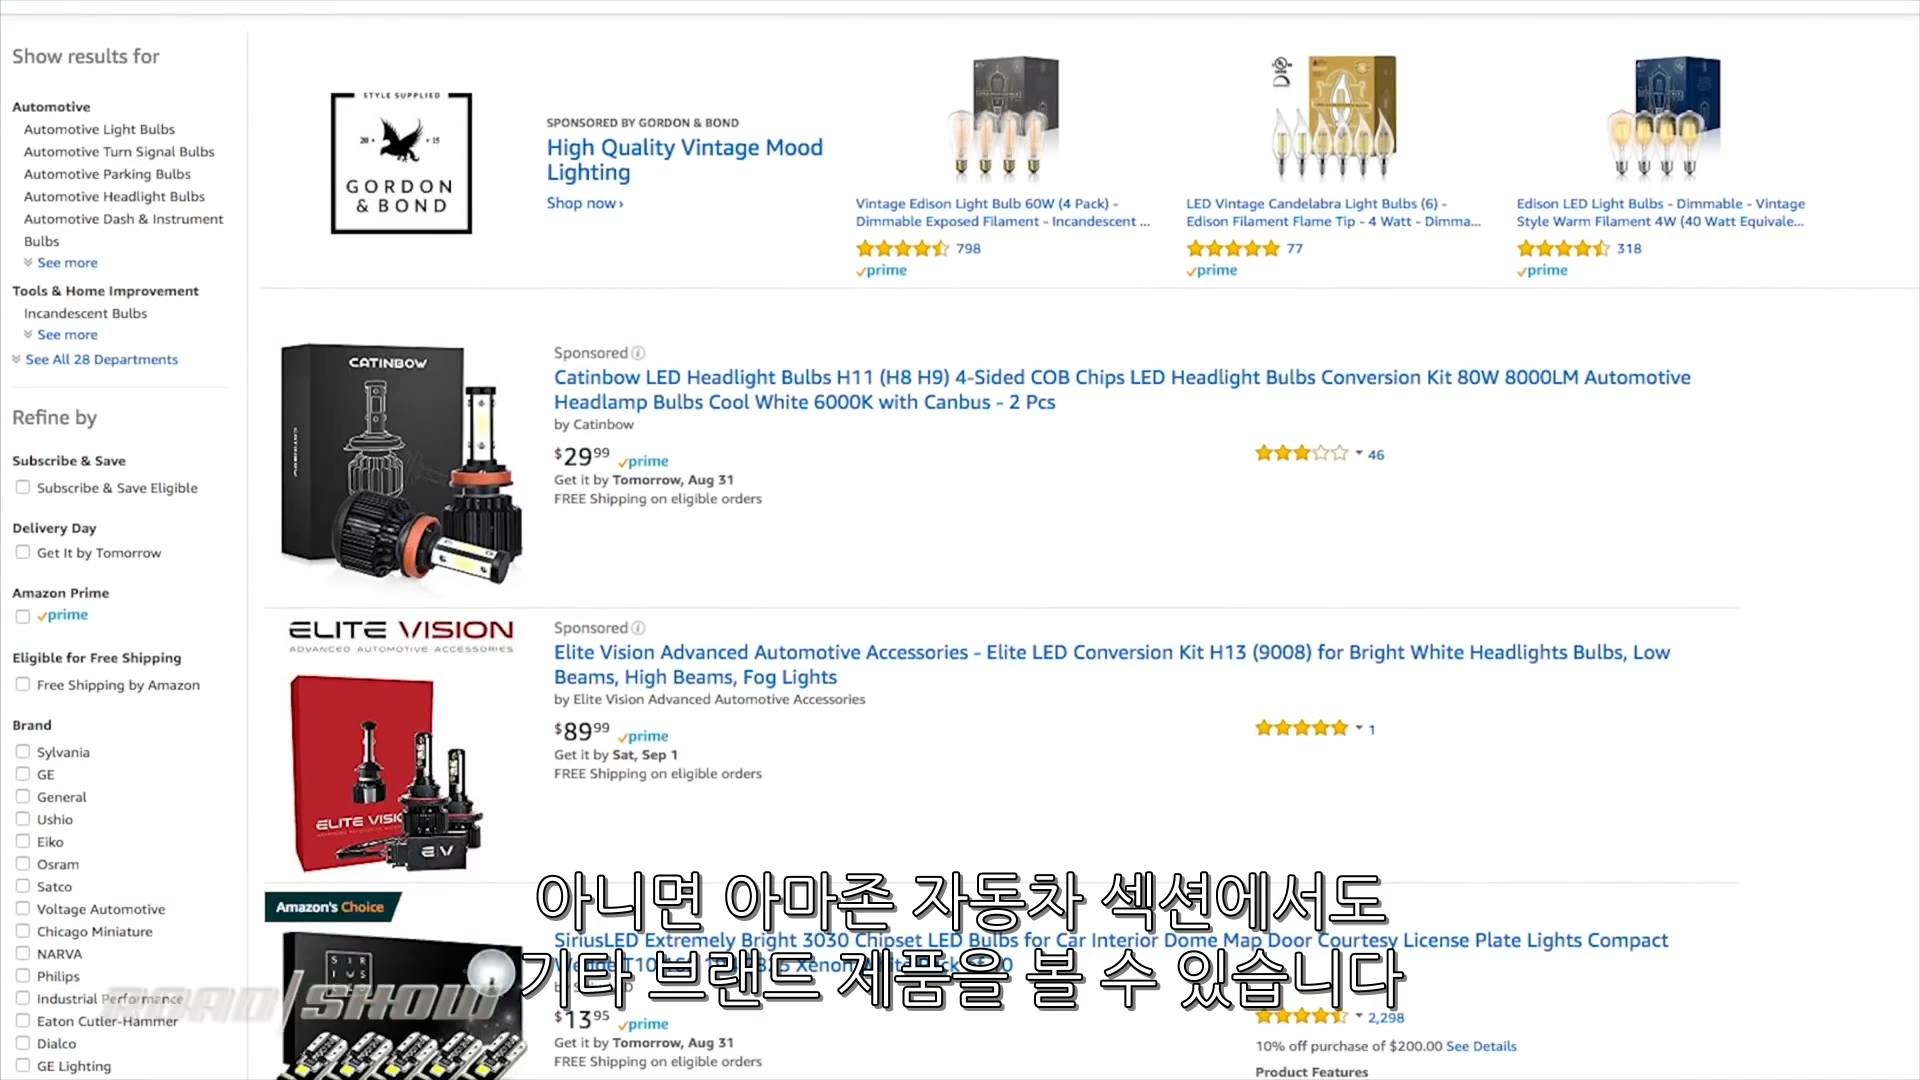 Show results for
Automotive
Automotive Light Bulbs
Automotive Turn Signal Bulbs
Automotive Parking Bulbs
Automotive Headlight Bulbs
Automotive Dash & Instrument
Bulbs
See more
Tools & Home Improvement
Incandescent Bulbs
See more
See All 28 Departments
Refine by
Subscribe & Save
Subscribe & Save Eligible
Delivery Day
Get It by Tomorrow
Amazon Prime
prime
Eligible for Free Shipping
Free Shipping by Amazon
Brand
Sylvania
GE
General
Ushio
Eiko
Osram
Satco
Voltage Automotive
Chicago Miniature
NARVA
Philips
Industrial Performance
Eaton Cutler-Hammer
Dialco
GE Lighting
STYLE SUPPLIED
20 15
GORDON
& BOND
SPONSORED BY GORDON & BOND
High Quality Vintage Mood
Lighting
Shop now›
Vintage Edison Light Bulb 60W (4 Pack) -
Dimmable Exposed Filament - Incandescent ...
798
prime
LED Vintage Candelabra Light Bulbs (6) -
Edison Filament Flame Tip - 4 Watt - Dimma...
77
prime
Edison LED Light Bulbs - Dimmable - Vintage
Style Warm Filament 4W (40 Watt Equivale...
318
prime
CATINBOW
Sponsored
Catinbow LED Headlight Bulbs H11 (H8 H9) 4-Sided COB Chips LED Headlight Bulbs Conversion Kit 80W 8000LM Automotive
Headlamp Bulbs Cool White 6000K with Canbus - 2 Pcs
by Catinbow
$29.99 prime
46
Get it by Tomorrow, Aug 31
FREE Shipping on eligible orders
ELITE VISION
ADVANCED AUTOMOTIVE ACCESSORIES
ELITE VISI
EV
Sponsored
Elite Vision Advanced Automotive Accessories - Elite LED Conversion Kit H13 (9008) for Bright White Headlights Bulbs, Low
Beams, High Beams, Fog Lights
by Elite Vision Advanced Automotive Accessories
$89.99 prime
1
Get it by Sat, Sep 1
FREE Shipping on eligible orders
Amazon's Choice
SIR
IUS
SiriusLED Extremely Bright 3030 Chipset LED Bulbs for Car Interior Dome Map Door Courtesy License Plate Lights Compact
$13.95 prime
2,298
Get it by Tomorrow, Aug 31
FREE Shipping on eligible orders
10% off purchase of $200.00 See Details
Product Features
아니면 아마존 자동차 섹션에서도
기타 브랜드 제품을 볼 수 있습니다
ROAD/SHOW